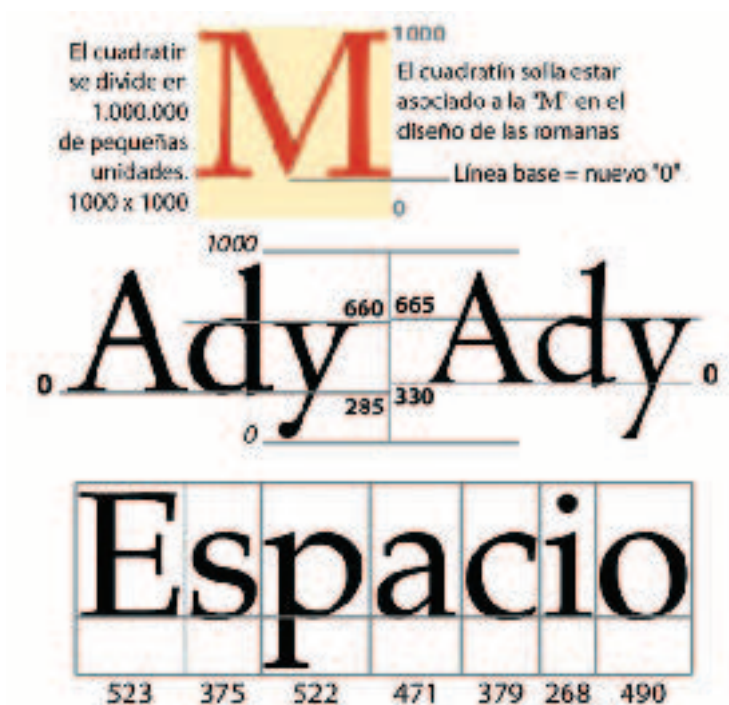 El cuadratín
se divide en
1.000.000
de pequeñas
unidades.
1000 x 1000
M
1000
El cuadratín solía estar
asociado a la "M" en el
diseño de las romanas
Línea base = nuevo "0"
0
1000
Ady
660
665
Ady
0
285
330
0
0
Espacio
523 375 522 471 379 268 490